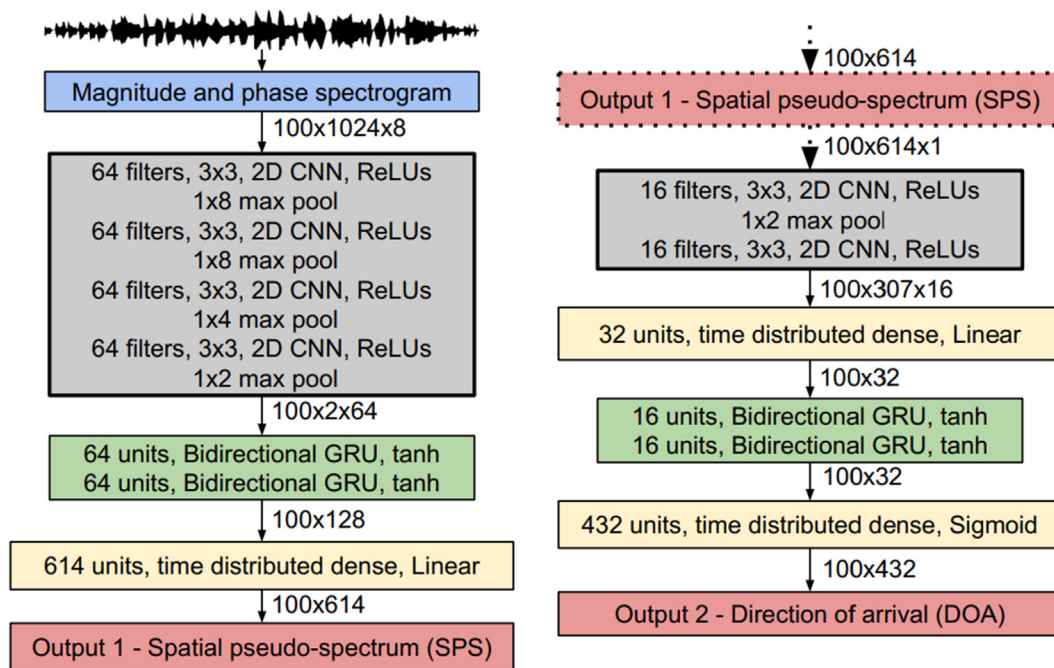 Magnitude and phase spectrogram
100x1024x8
64 filters, 3x3, 2D CNN, ReLUs
1x8 max pool
64 filters, 3x3, 2D CNN, ReLUs
1x8 max pool
64 filters, 3x3, 2D CNN, ReLUs
1x4 max pool
64 filters, 3x3, 2D CNN, ReLUs
1x2 max pool
100x2x64
64 units, Bidirectional GRU, tanh
64 units, Bidirectional GRU, tanh
100x128
614 units, time distributed dense, Linear
100x614
Output 1 - Spatial pseudo-spectrum (SPS)
100x614
Output 1 - Spatial pseudo-spectrum (SPS)
100x614x1
16 filters, 3x3, 2D CNN, ReLUs
1x2 max pool
16 filters, 3x3, 2D CNN, ReLUs
100x307x16
32 units, time distributed dense, Linear
100x32
16 units, Bidirectional GRU, tanh
16 units, Bidirectional GRU, tanh
100x32
432 units, time distributed dense, Sigmoid
100x432
Output 2 - Direction of arrival (DOA)